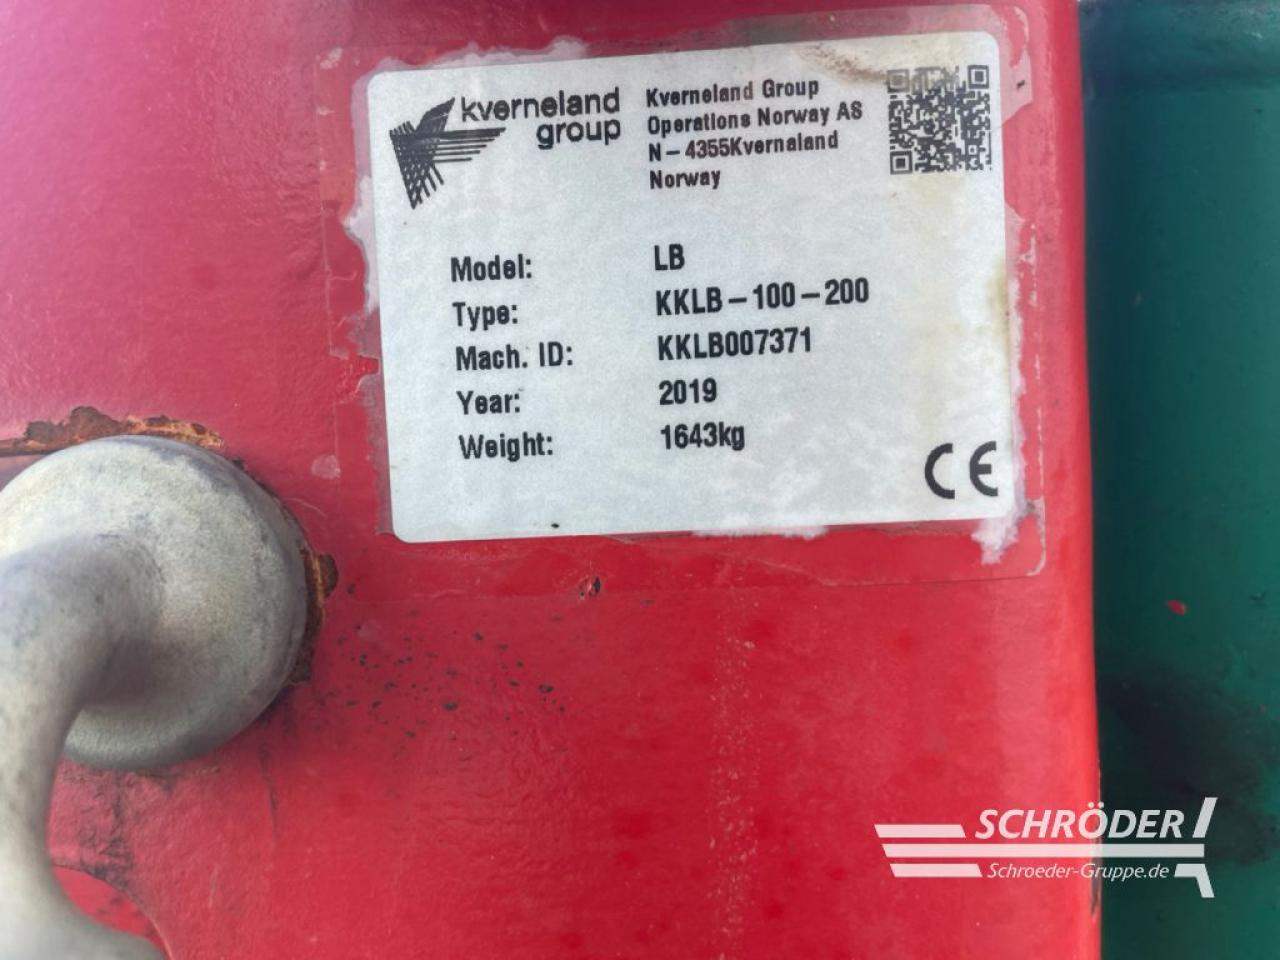 kverneland
group
Kverneland Group
Operations Norway AS
N-4355Kvernaland
Norway
Model: LB
Type: KKLB-100-200
Mach. ID: KKLB007371
Year: 2019
Weight: 1643kg
CE
SCHRÖDER
Schroeder-Gruppe.de